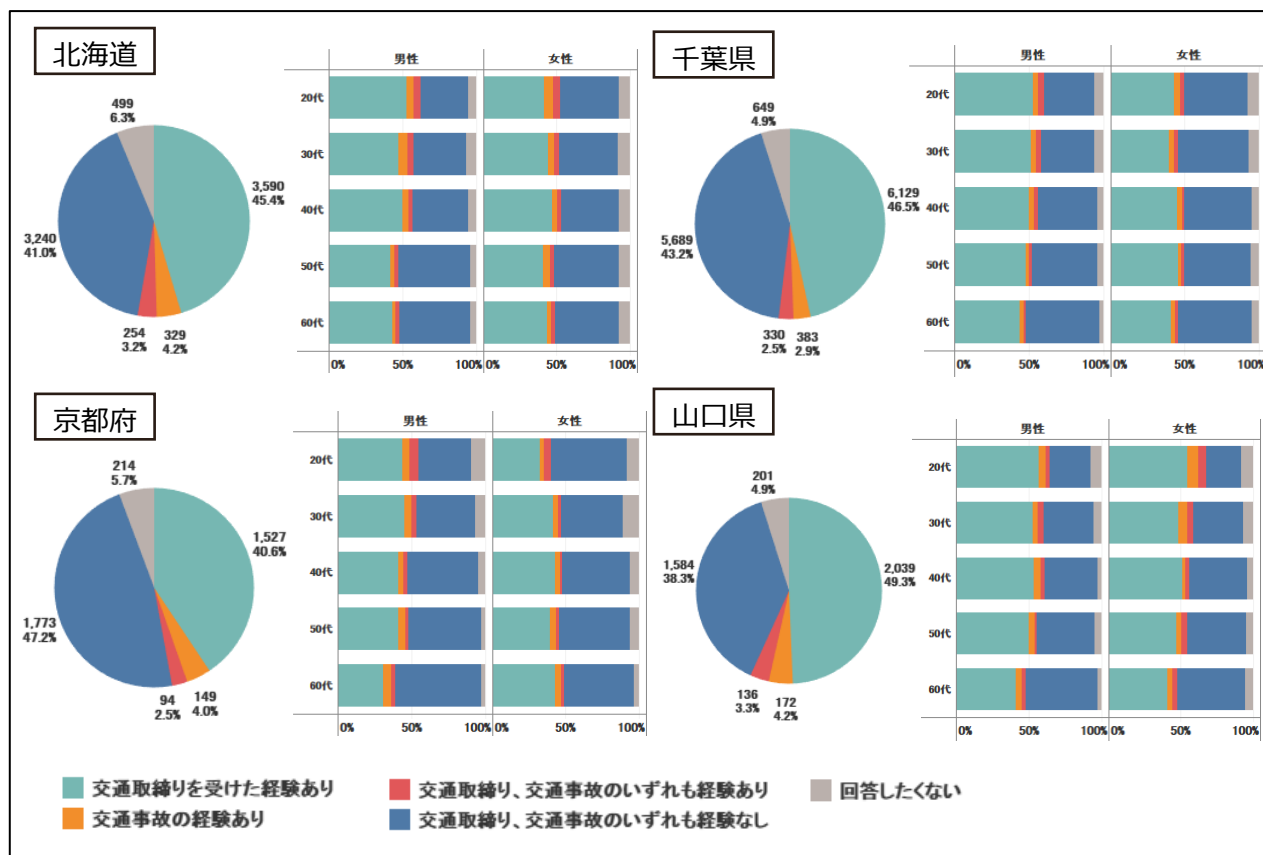 北海道
499
6.3%
3,590
45.4%
3,240
41.0%
254
3.2%
329
4.2%
男性
女性
20代
30代
40代
50代
60代
0%
50%
100%
0%
50%
100%
千葉県
649
4.9%
6,129
46.5%
5,689
43.2%
330
2.5%
383
2.9%
男性
女性
20代
30代
40代
50代
60代
0%
50%
100%
0%
50%
100%
京都府
214
5.7%
1,527
40.6%
1,773
47.2%
94
2.5%
149
4.0%
男性
女性
20代
30代
40代
50代
60代
0%
50%
100%
0%
50%
100%
山口県
201
4.9%
2,039
49.3%
1,584
38.3%
136
3.3%
172
4.2%
男性
女性
20代
30代
40代
50代
60代
0%
50%
100%
0%
50%
100%
交通取締りを受けた経験あり
交通取締り、交通事故のいずれも経験あり
回答したくない
交通事故の経験あり
交通取締り、交通事故のいずれも経験なし